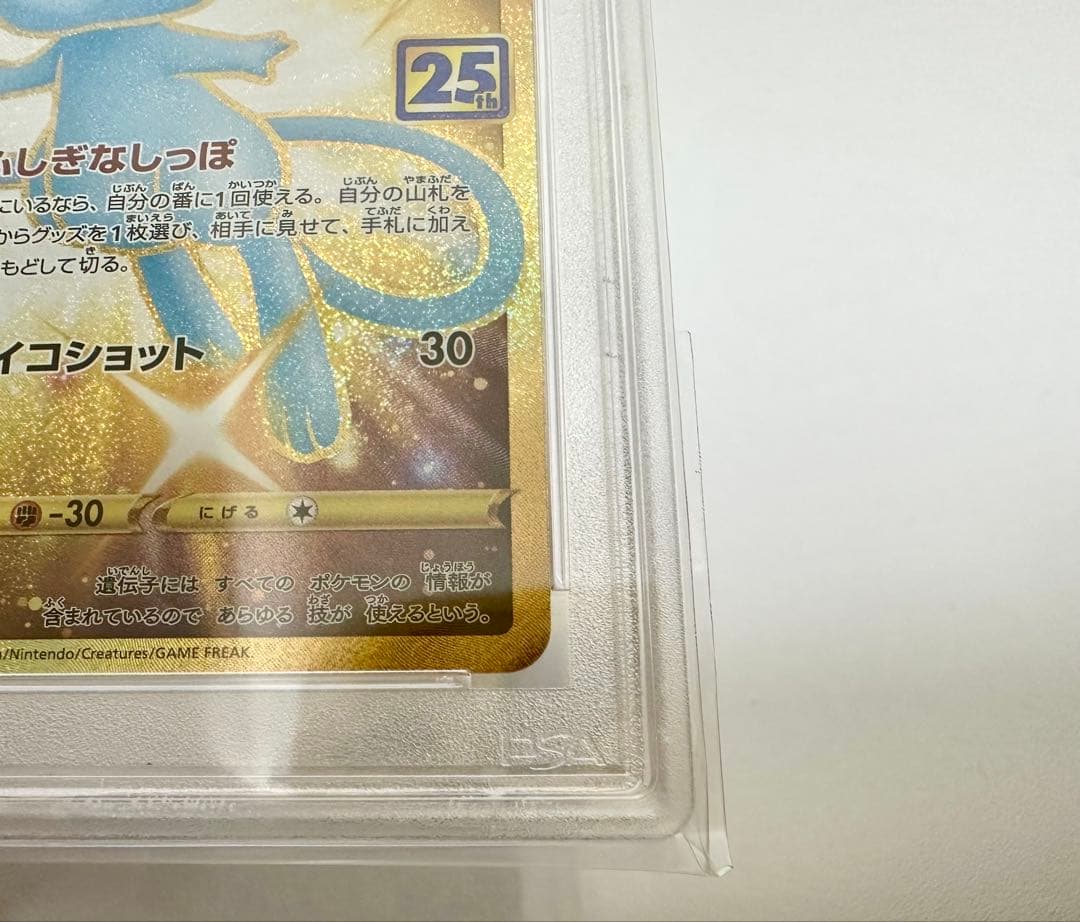 25th
しぎなしっぽ
にいるなら、自分の番に1回使える。自分の山札を
からグッズを1枚選び、相手に見せて、手札に加え
もどして切る。
イコショット 30
-30 にげる
遺伝子には すべての ポケモンの 情報が
含まれているので あらゆる 技が 使えるという。
/Nintendo/Creatures/GAME FREAK.
PSA